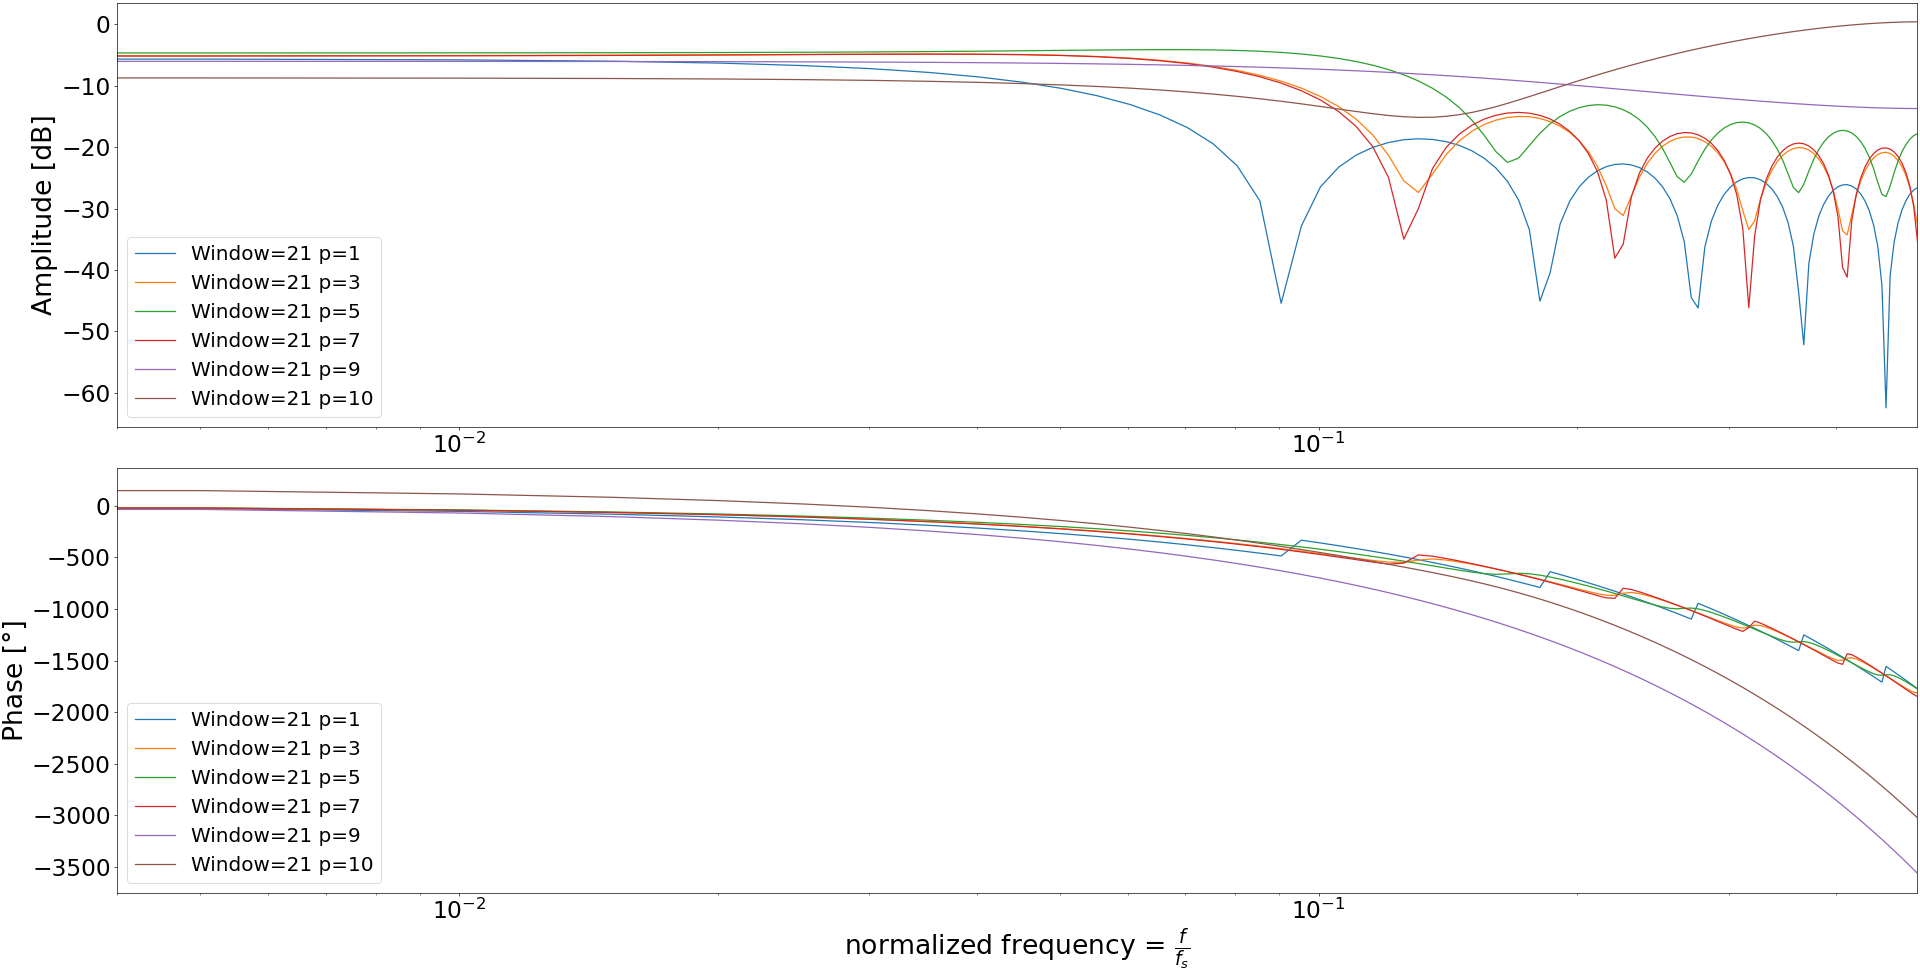 Amplitude [dB]
0
−10
−20
−30
−40
−50
−60
Window=21 p=1
Window=21 p=3
Window=21 p=5
Window=21 p=7
Window=21 p=9
Window=21 p=10
10⁻² 10⁻¹
Phase [°]
0
−500
−1000
−1500
−2000
−2500
−3000
−3500
Window=21 p=1
Window=21 p=3
Window=21 p=5
Window=21 p=7
Window=21 p=9
Window=21 p=10
10⁻² 10⁻¹
normalized frequency = f/fₛ